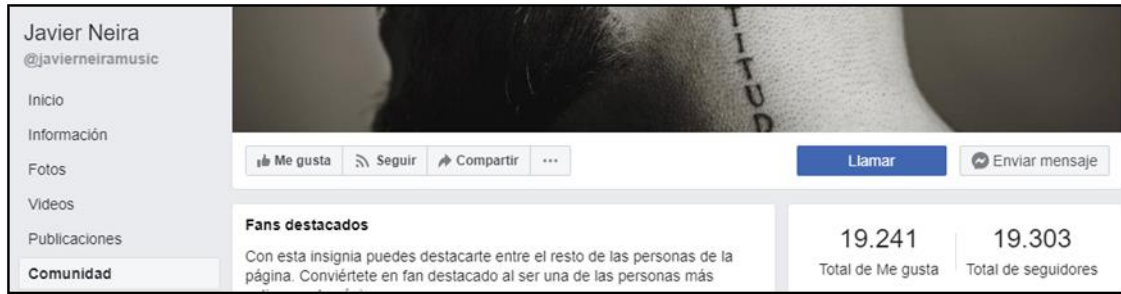 Javier Neira
@javierneiramusic
Inicio
Información
Fotos
Videos
Publicaciones
Comunidad
TITUD
Me gusta
Seguir
Compartir
Llamar
Enviar mensaje
Fans destacados
Con esta insignia puedes destacarte entre el resto de las personas de la
página. Conviértete en fan destacado al ser una de las personas más
19.241
Total de Me gusta
19.303
Total de seguidores